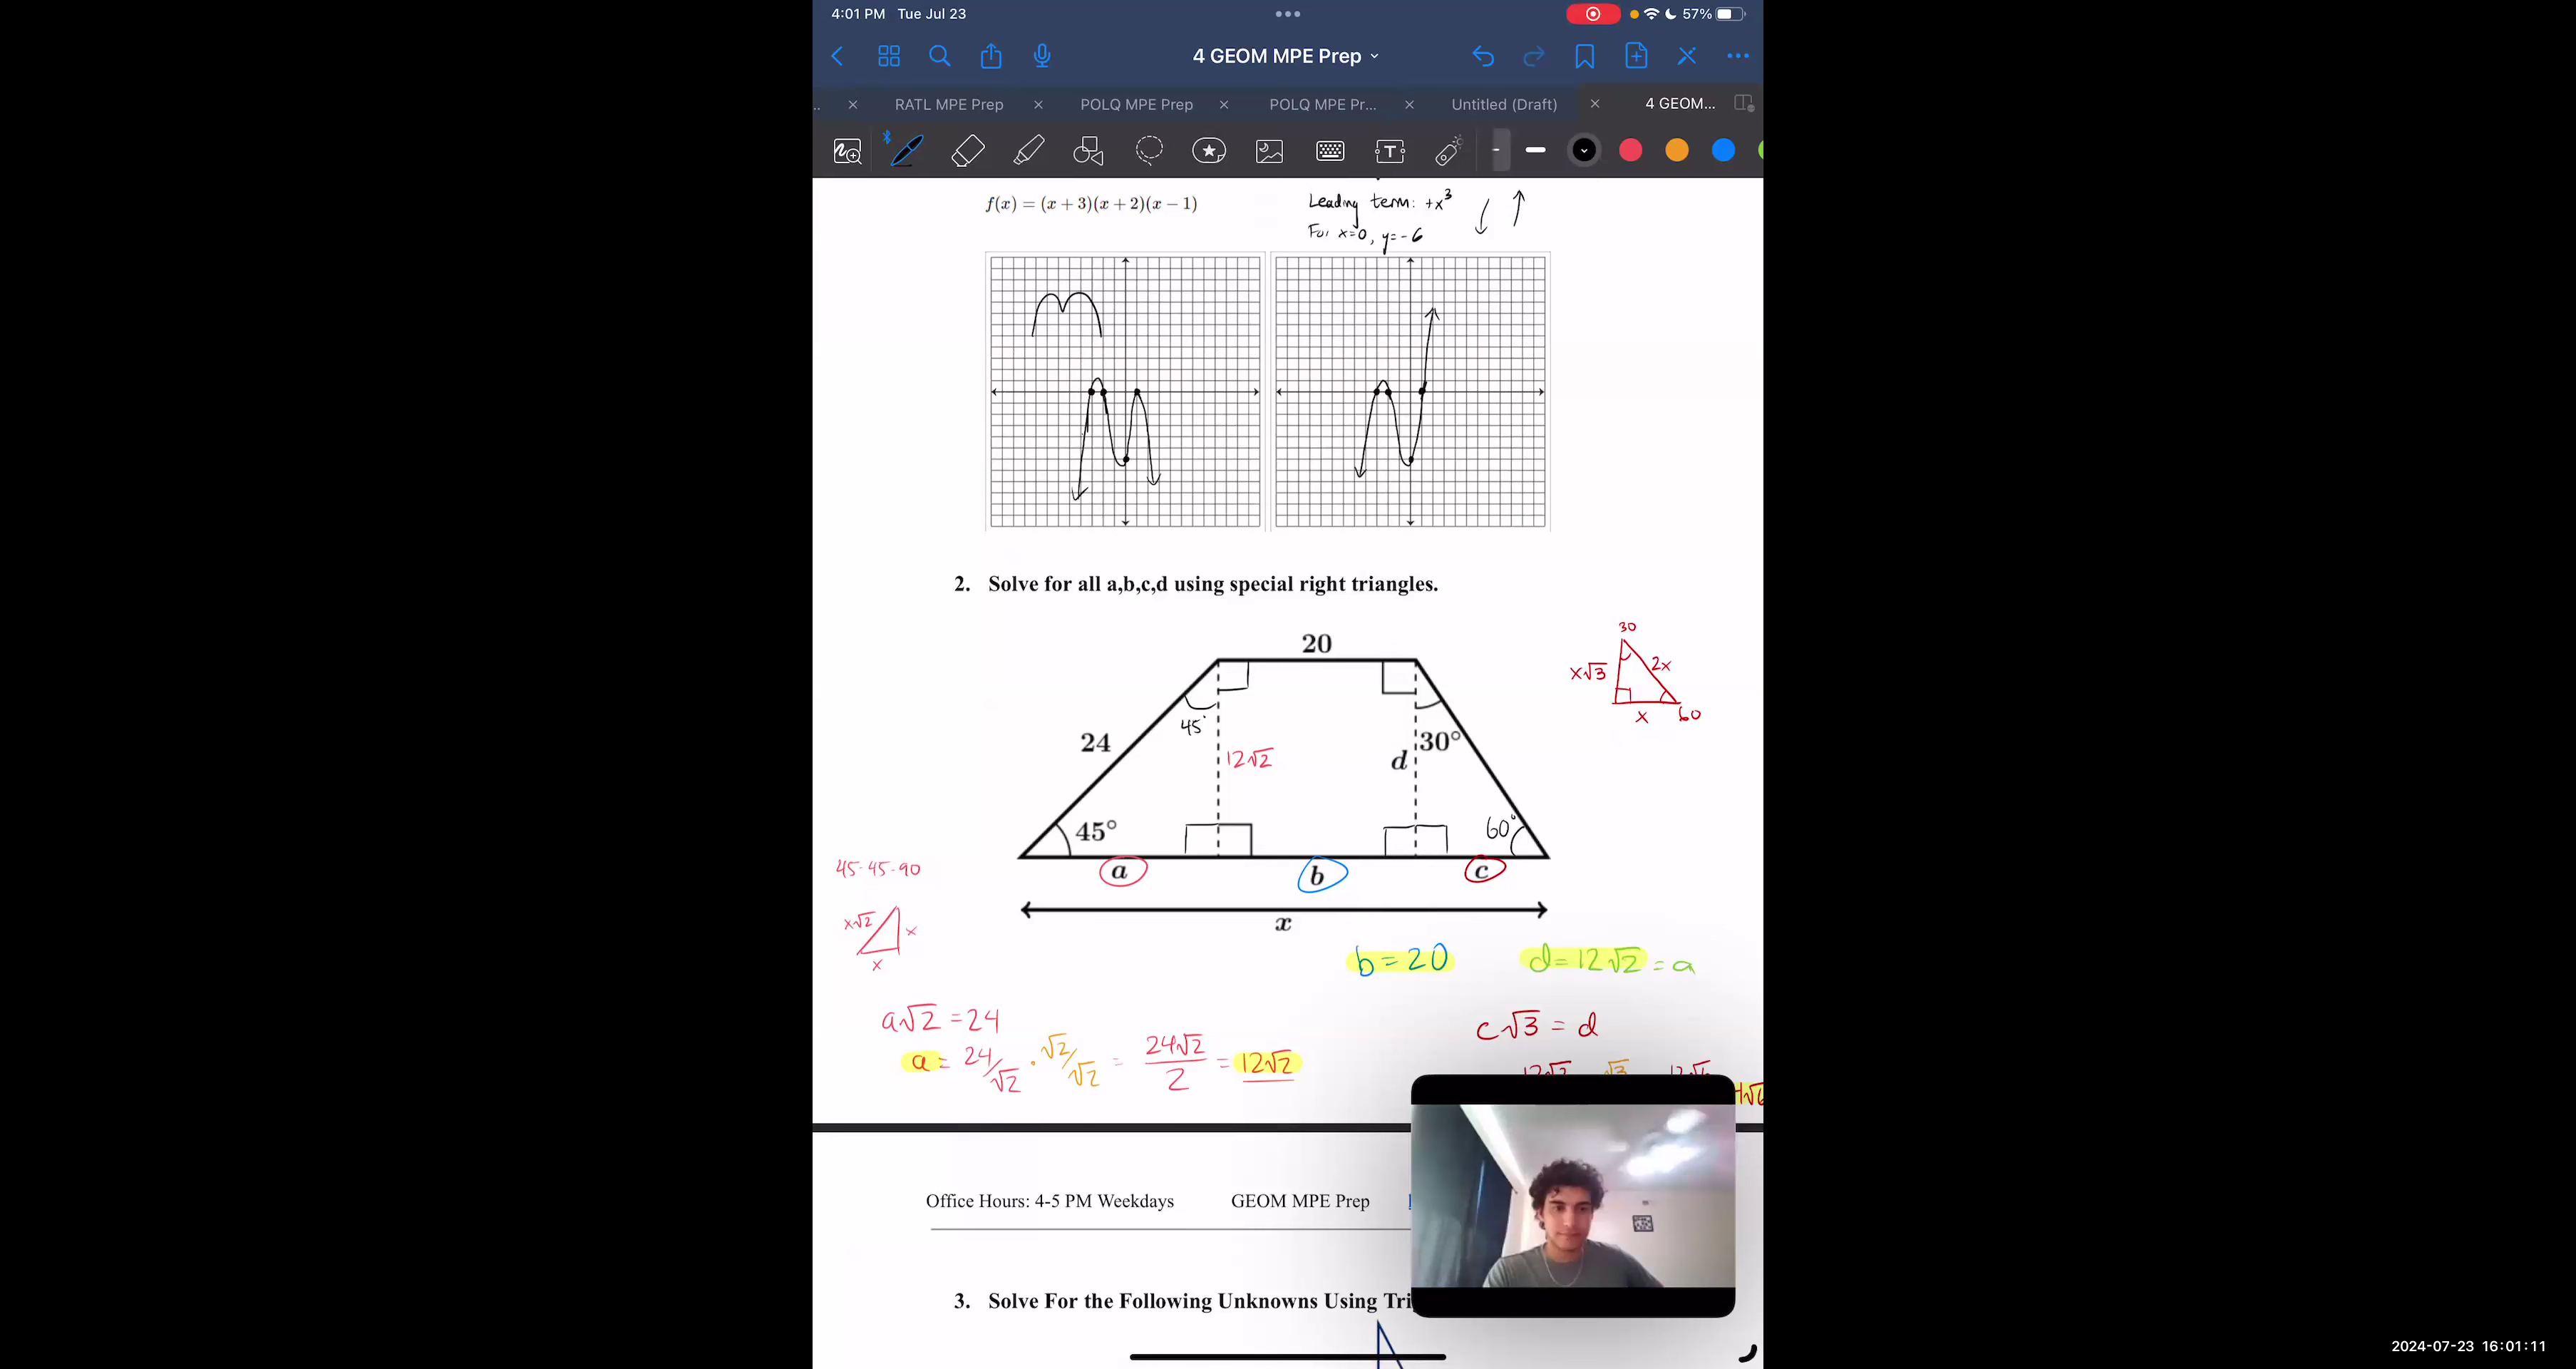 4:01 PM Tue Jul 23
57%
4 GEOM MPE Prep
RATL MPE Prep
POLQ MPE Prep
POLQ MPE Pr...
Untitled (Draft)
4 GEOM...
f(x) = (x + 3)(x + 2)(x − 1)
Leading term: +x³
For x=0, y=-6
2. Solve for all a,b,c,d using special right triangles.
30
x√3
2x
x
60
20
45°
24
12√2
d
30°
45°
60°
a
b
c
x
45-45-90
x√2
x
x
b = 20
d = 12√2 = a
a√2 = 24
a = 24/√2 · √2/√2 = 24√2/2 = 12√2
c√3 = d
Office Hours: 4-5 PM Weekdays GEOM MPE Prep
3. Solve For the Following Unknowns Using Tri
2024-07-23 16:01:11